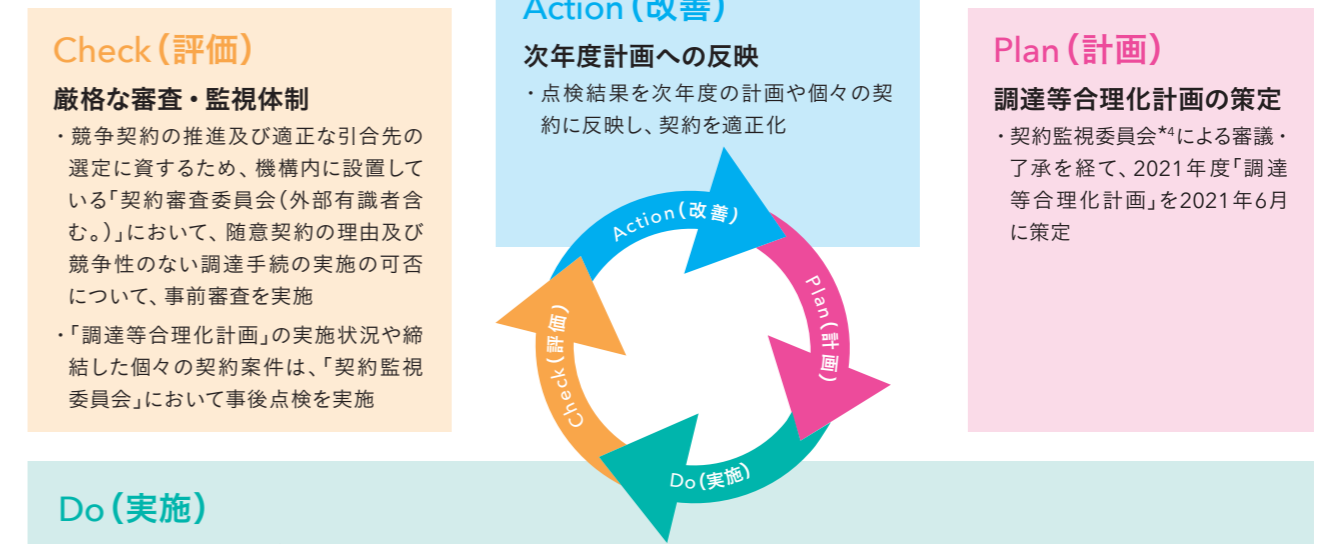 Check(評価)
厳格な審査・監視体制
・競争契約の推進及び適正な引合先の
選定に資するため、機構内に設置して
いる「契約審査委員会(外部有識者含
む。)」において、随意契約の理由及び
競争性のない調達手続の実施の可否
について、事前審査を実施
・「調達等合理化計画」の実施状況や締
結した個々の契約案件は、「契約監視
委員会」において事後点検を実施
Action(改善)
次年度計画への反映
・点検結果を次年度の計画や個々の契
約に反映し、契約を適正化
Plan(計画)
調達等合理化計画の策定
・契約監視委員会*4による審議・
了承を経て、2021年度「調達
等合理化計画」を2021年6月
に策定
Action(改善)
Plan(計画)
Do(実施)
Check(評価)
Do(実施)